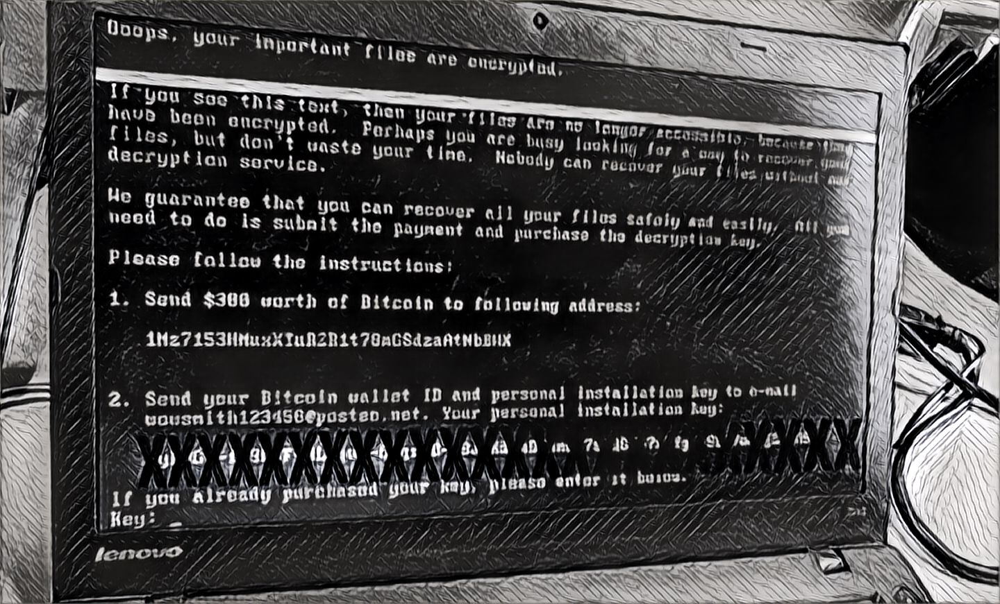 Ooops, your important files are encrypted.
If you see this text, then your files are no longer accessible, because they
have been encrypted. Perhaps you are busy looking for a way to recover your
files, but don't waste your time. Nobody can recover your files without our
decryption service.
We guarantee that you can recover all your files safely and easily. All you
need to do is submit the payment and purchase the decryption key.
Please follow the instructions:
1. Send $300 worth of Bitcoin to following address:
2. Send your Bitcoin wallet ID and personal installation key to e-mail
wowsmith123456@posteo.net. Your personal installation key:
If you already purchased your key, please enter it below.
Key: _
lenovo